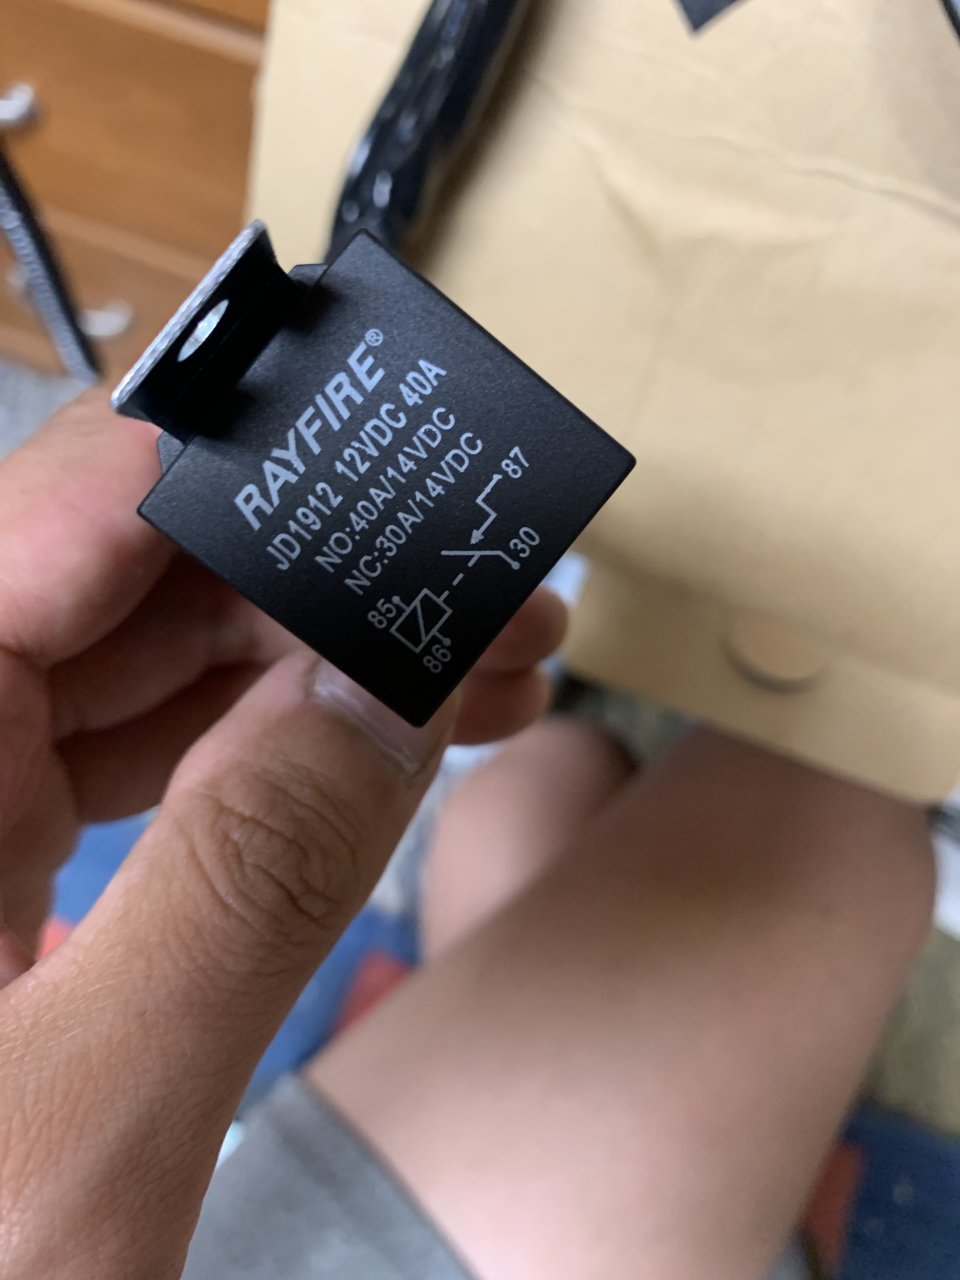 RAYFIRE®
JD1912 12VDC 40A
NO:40A/14VDC
NC:30A/14VDC
87
30
85
86